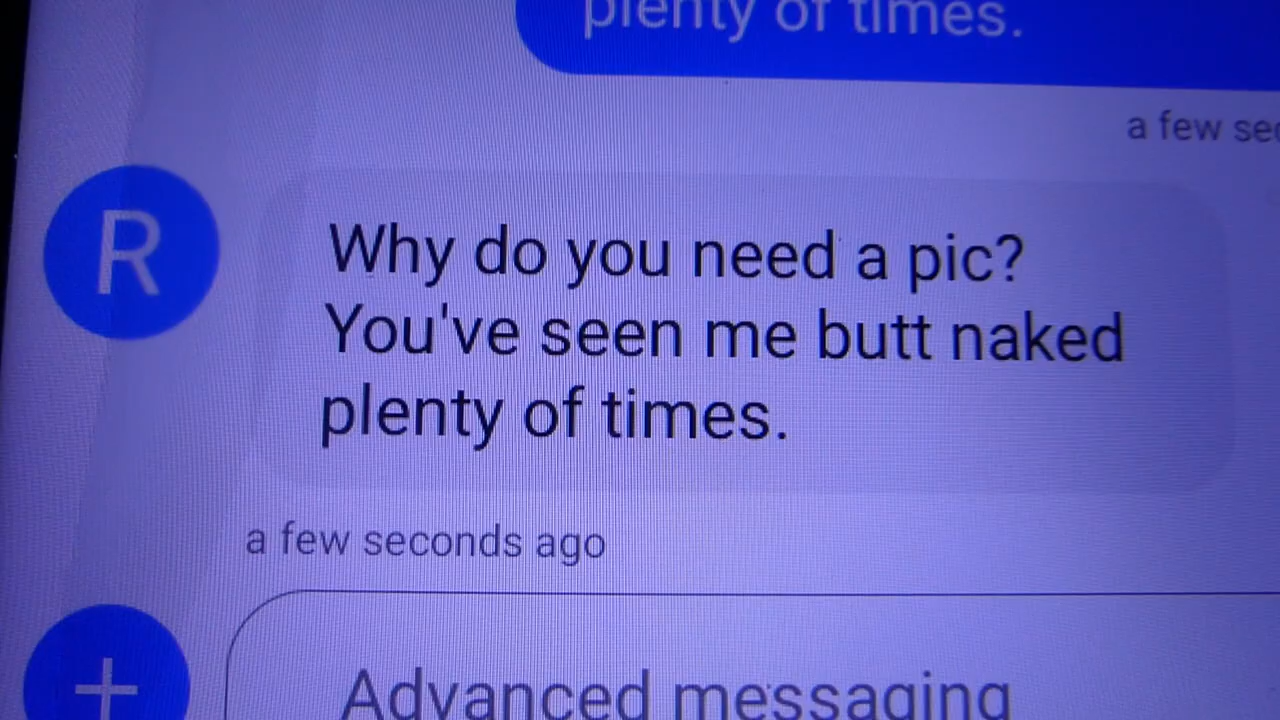 plenty of times.
a few sec
R
Why do you need a pic?
You've seen me butt naked
plenty of times.
a few seconds ago
+
Advanced messaging